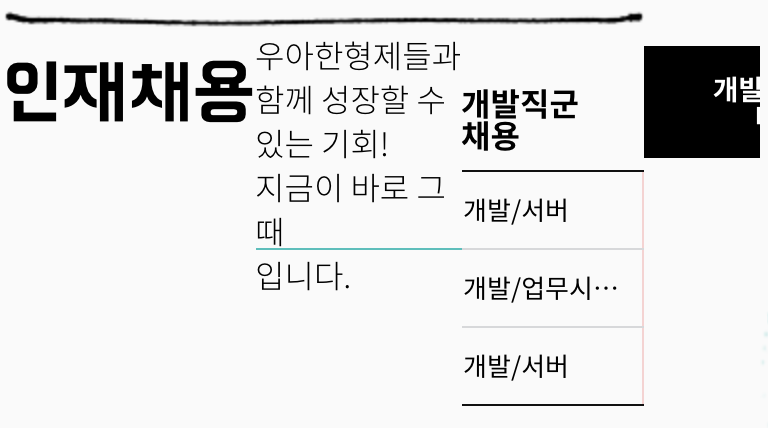 인재채용
우아한형제들과
함께 성장할 수
있는 기회!
지금이 바로 그
때
입니다.
개발직군
채용
개발/서버
개발/업무시…
개발/서버
개발